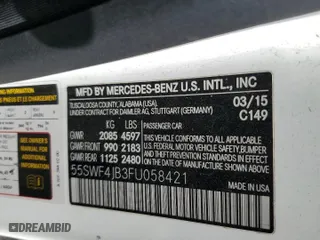 MFD BY MERCEDES-BENZ U.S. INTL., INC
TUSCALOOSA COUNTY, ALABAMA (USA).
UNDER CONTRACT FOR DAIMLER AG, STUTTGART (GERMANY)
03/15
C149
KG LBS PASSENGER CAR
GVWR 2085 4597
GAWR FRONT 990 2183
GAWR REAR 1125 2480
THIS VEHICLE CONFORMS TO ALL APPLICABLE
U.S. FEDERAL MOTOR VEHICLE SAFETY,
BUMPER, AND THEFT PREVENTION STANDARDS
IN EFFECT ON THE DATE OF
MANUFACTURE SHOWN ABOVE.
55SWF4JB3FU058421
DREAMBID